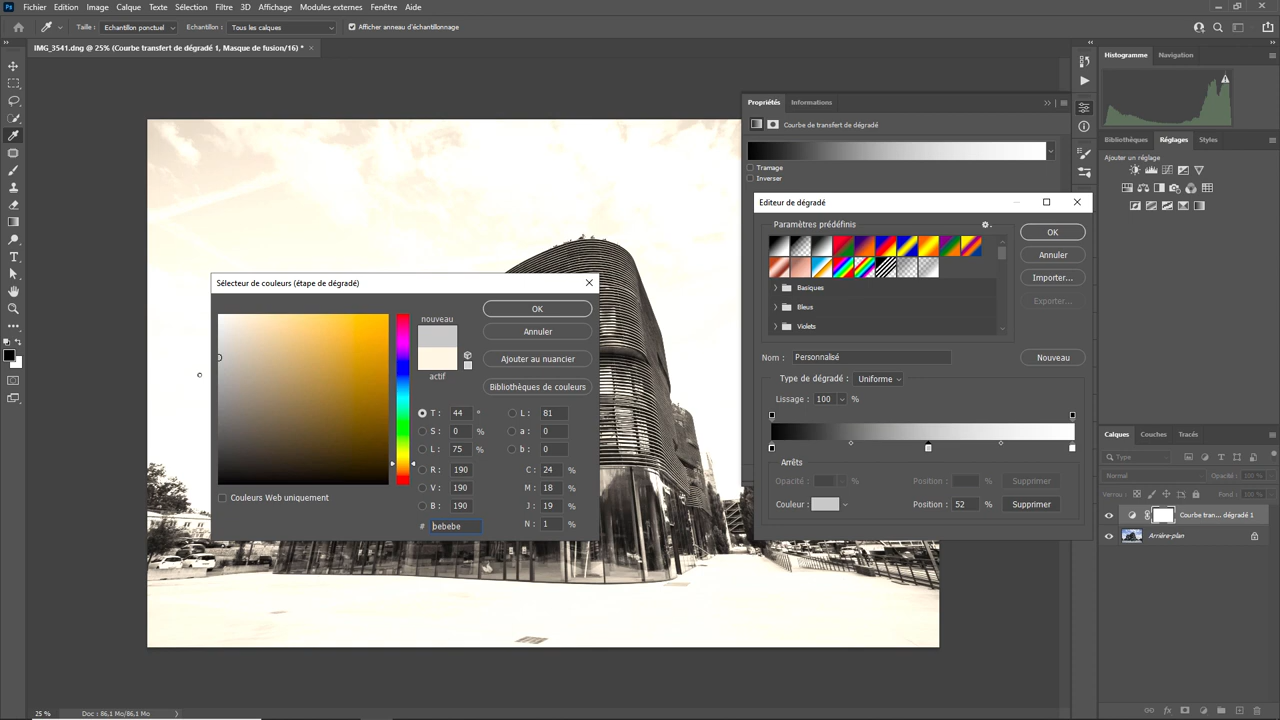 Ps Fichier Edition Image Calque Texte Sélection Filtre 3D Affichage Modules externes Fenêtre Aide
Taille : Echantillon ponctuel Echantillon : Tous les calques Afficher anneau d'échantillonnage
IMG_3541.dng @ 25% (Courbe transfert de dégradé 1, Masque de fusion/16) * ×
Histogramme Navigation
Propriétés Informations
Courbe de transfert de dégradé
Tramage
Inverser
Bibliothèques Réglages Styles
Ajouter un réglage
Editeur de dégradé
Paramètres prédéfinis
OK
Annuler
Importer...
Exporter...
Basiques
Bleus
Violets
Nom : Personnalisé
Nouveau
Type de dégradé : Uniforme
Lissage : 100 %
Arrêts
Opacité : % Position : % Supprimer
Couleur : Position : 52 Supprimer
Sélecteur de couleurs (étape de dégradé)
nouveau
actif
OK
Annuler
Ajouter au nuancier
Bibliothèques de couleurs
T : 44 ° L : 81
S : 0 % a : 0
L : 75 % b : 0
R : 190 C : 24 %
V : 190 M : 18 %
B : 190 J : 19 %
# bebebe N : 1 %
Couleurs Web uniquement
Calques Couches Tracés
Type
Normal Opacité : 100%
Verrou : Fond : 100%
Courbe tran... dégradé 1
Arrière-plan
fx
25 % Doc : 86,1 Mo/86,1 Mo